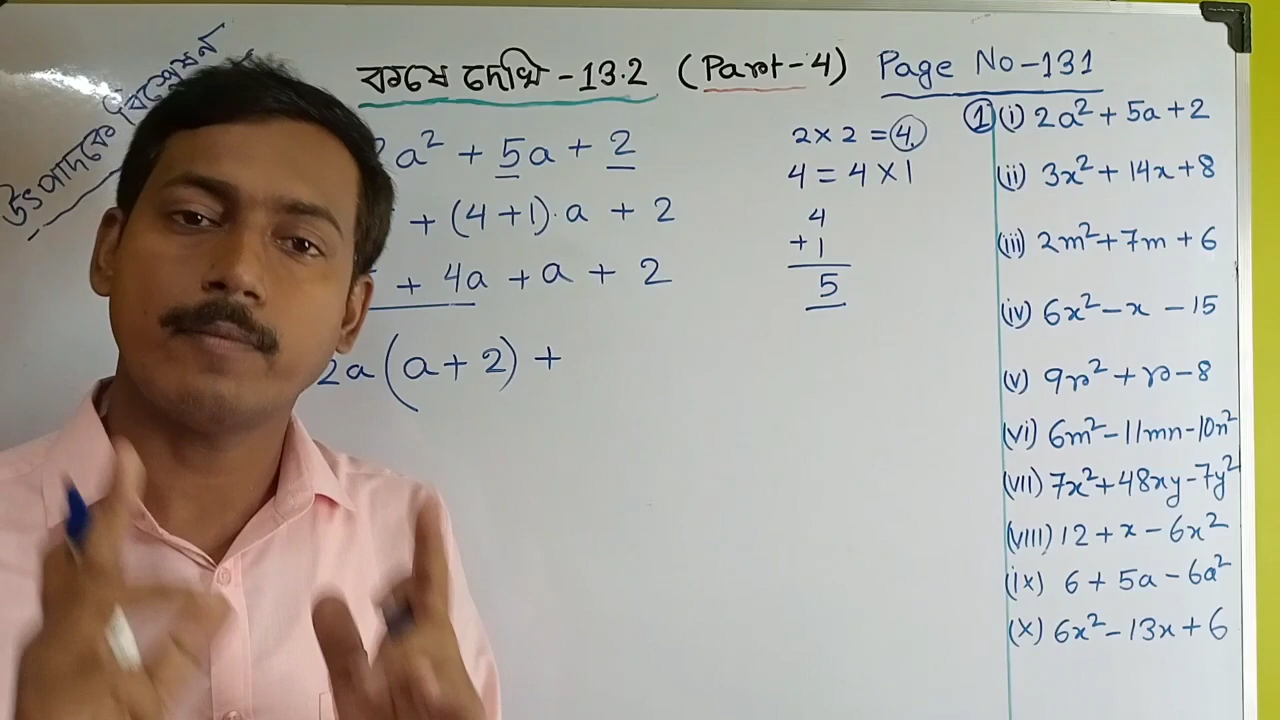 উৎপাদকে বিশ্লেষণ
কষে দেখি - 13.2 (Part - 4) Page No - 131
2a² + 5a + 2
+ (4+1)·a + 2
+ 4a + a + 2
2a(a+2) +
2×2 = 4
4 = 4×1
4
+1
5
① (i) 2a² + 5a + 2
(ii) 3x² + 14x + 8
(iii) 2m² + 7m + 6
(iv) 6x² - x - 15
(v) 9r² + r - 8
(vi) 6m² - 11mn - 10n²
(vii) 7x² + 48xy - 7y²
(viii) 12 + x - 6x²
(ix) 6 + 5a - 6a²
(x) 6x² - 13x + 6